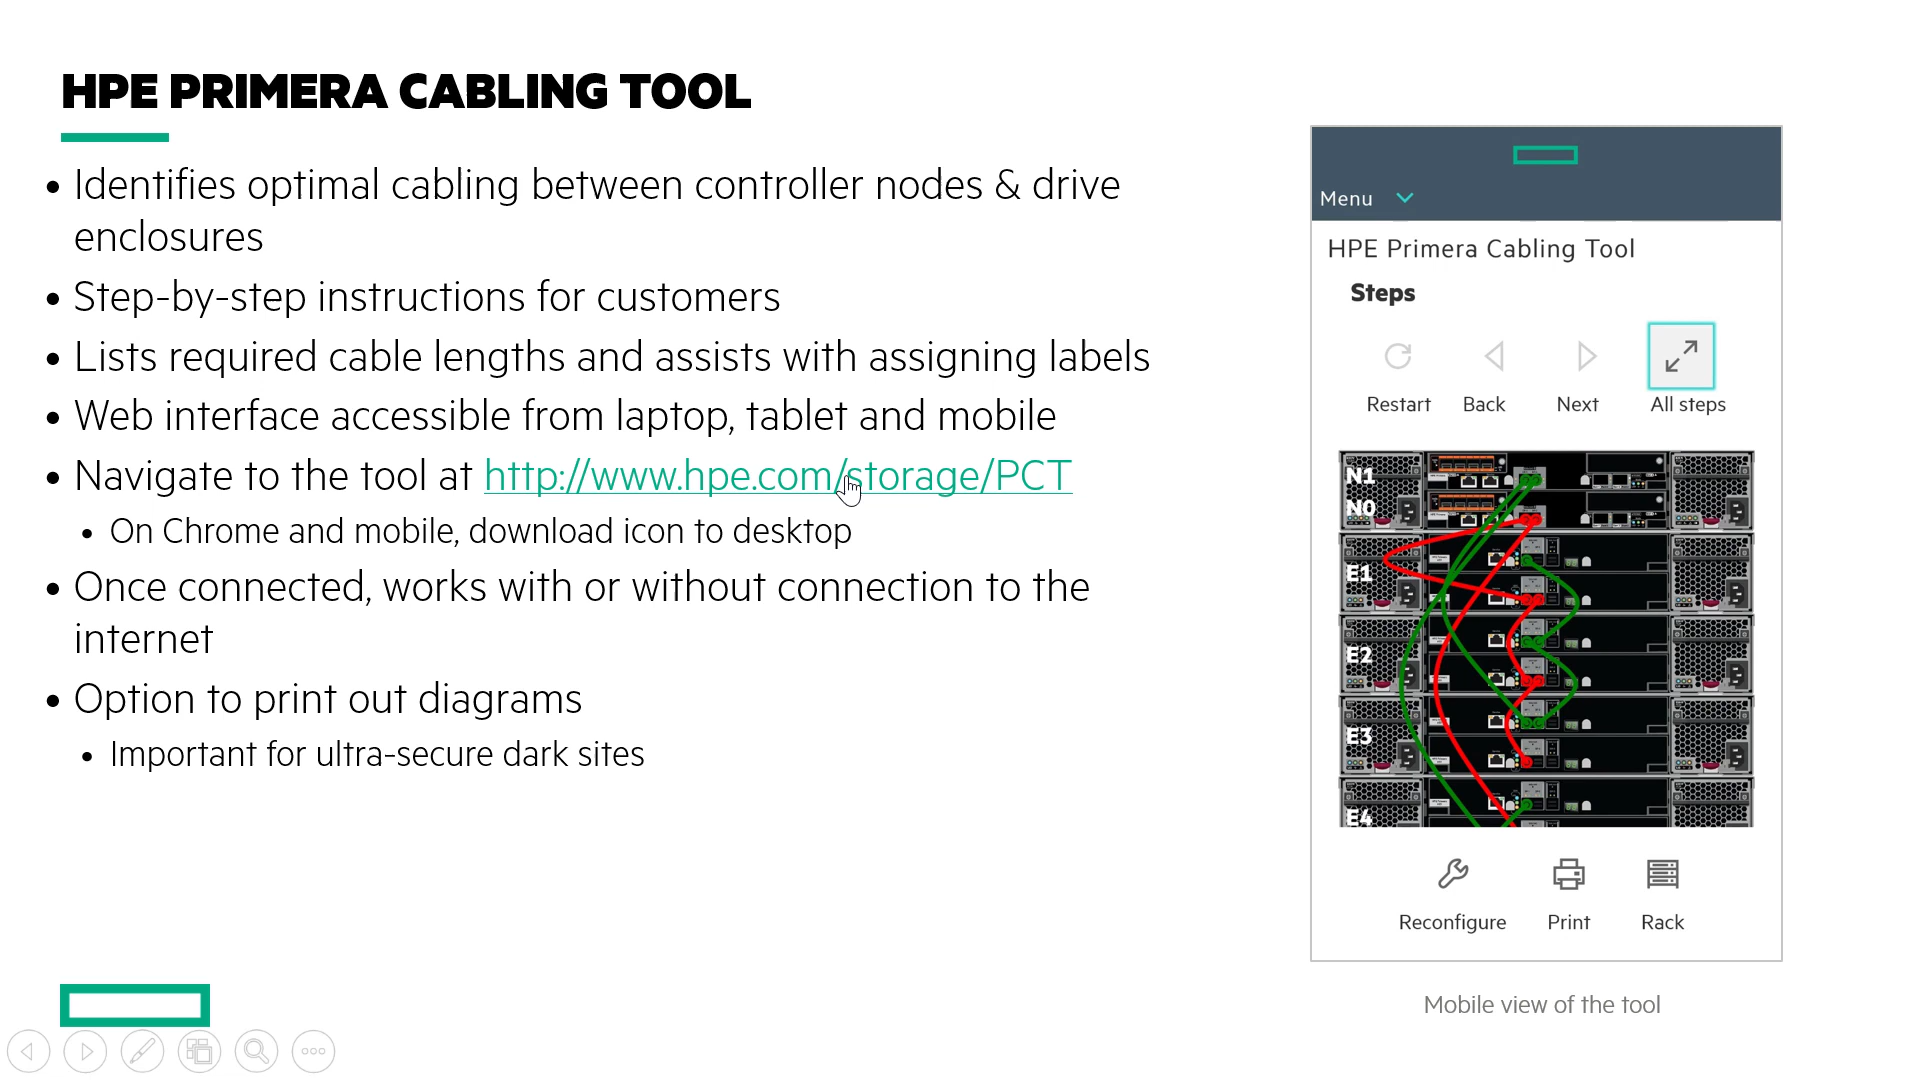 HPE PRIMERA CABLING TOOL
• Identifies optimal cabling between controller nodes & drive
enclosures
• Step-by-step instructions for customers
• Lists required cable lengths and assists with assigning labels
• Web interface accessible from laptop, tablet and mobile
• Navigate to the tool at http://www.hpe.com/storage/PCT
• On Chrome and mobile, download icon to desktop
• Once connected, works with or without connection to the
internet
• Option to print out diagrams
• Important for ultra-secure dark sites
Menu
HPE Primera Cabling Tool
Steps
Restart Back Next All steps
N1
N0
E1
E2
E3
E4
Reconfigure Print Rack
Mobile view of the tool